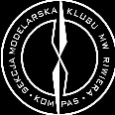 SEKCJA MODELARSKA KLUBU MW RIWIERA
• KOMPAS •